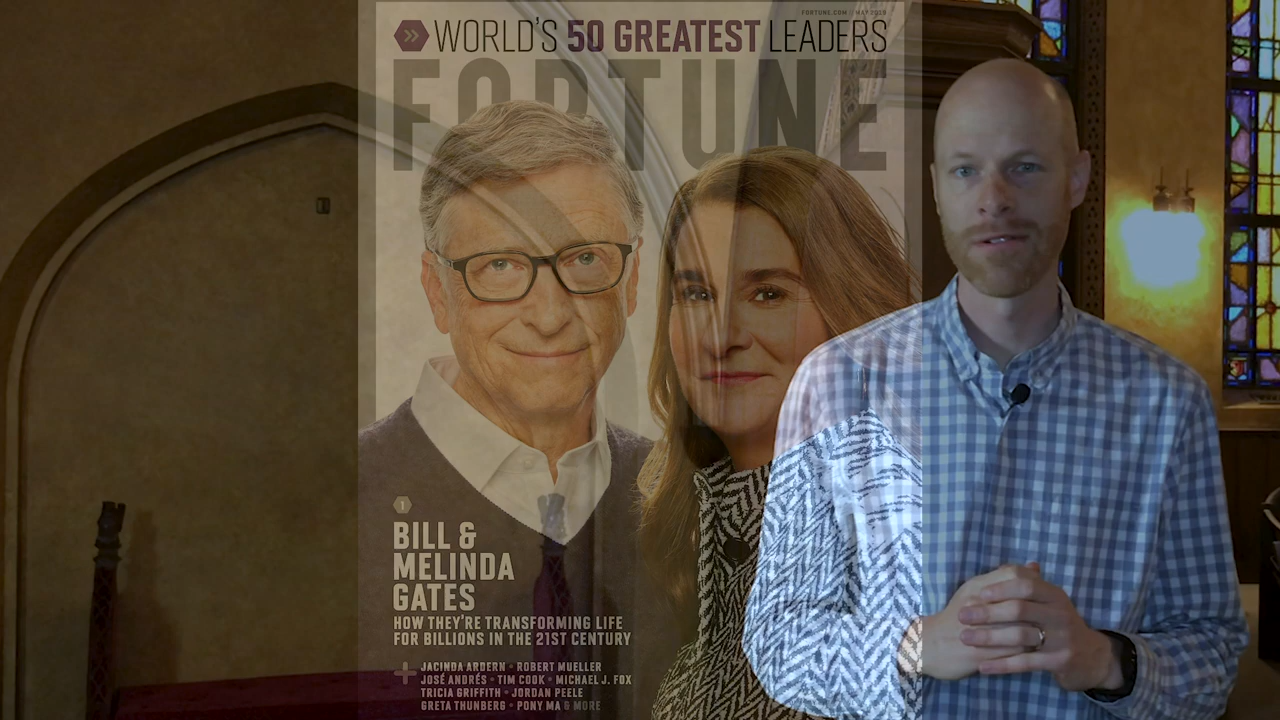 FORTUNE.COM // MAY 2019
WORLD'S 50 GREATEST LEADERS
FORTUNE
1
BILL &
MELINDA
GATES
HOW THEY'RE TRANSFORMING LIFE
FOR BILLIONS IN THE 21ST CENTURY
+ JACINDA ARDERN • ROBERT MUELLER
JOSÉ ANDRÉS • TIM COOK • MICHAEL J. FOX
TRICIA GRIFFITH • JORDAN PEELE
GRETA THUNBERG • PONY MA & MORE